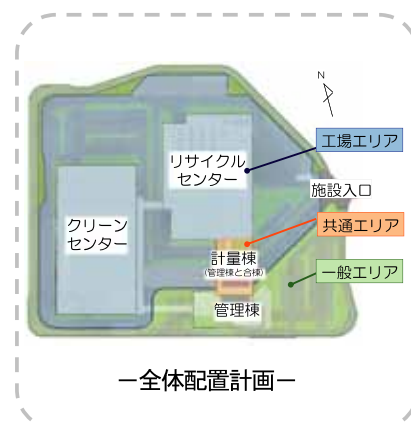 N
工場エリア
リサイクル
センター
施設入口
クリーン
センター
共通エリア
計量棟
(管理棟と合棟)
一般エリア
管理棟
ー全体配置計画ー